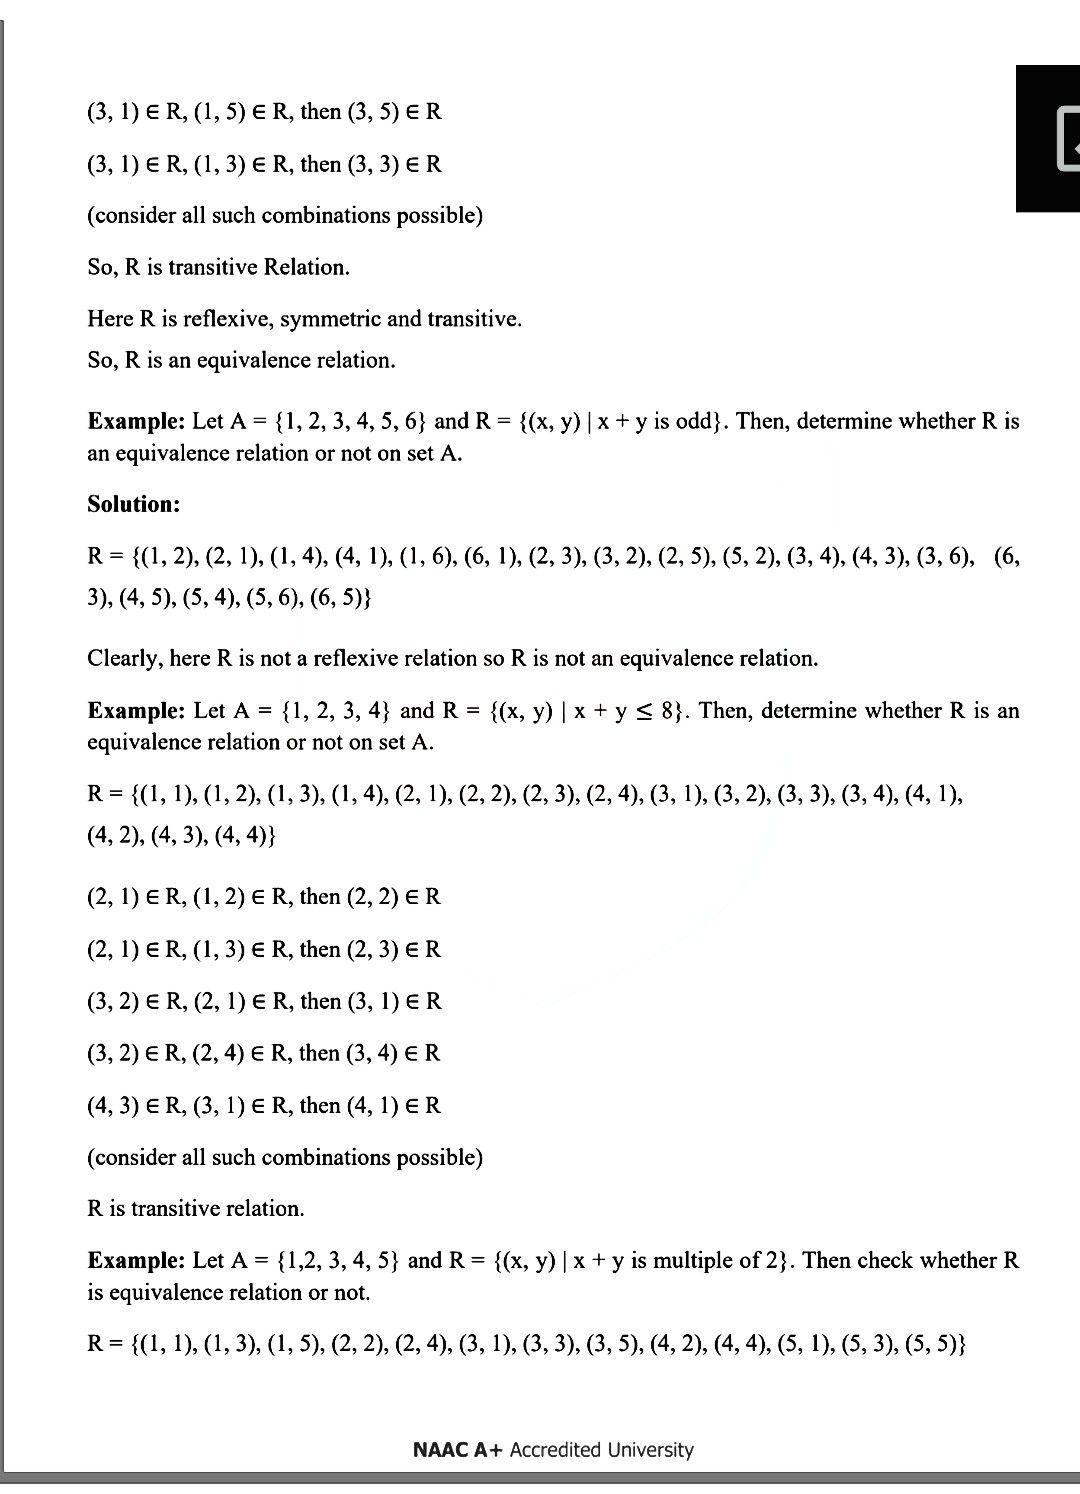 (3, 1) ∈ R, (1, 5) ∈ R, then (3, 5) ∈ R
(3, 1) ∈ R, (1, 3) ∈ R, then (3, 3) ∈ R
(consider all such combinations possible)
So, R is transitive Relation.
Here R is reflexive, symmetric and transitive.
So, R is an equivalence relation.
Example: Let A = {1, 2, 3, 4, 5, 6} and R = {(x, y) | x + y is odd}. Then, determine whether R is
an equivalence relation or not on set A.
Solution:
R = {(1, 2), (2, 1), (1, 4), (4, 1), (1, 6), (6, 1), (2, 3), (3, 2), (2, 5), (5, 2), (3, 4), (4, 3), (3, 6), (6,
3), (4, 5), (5, 4), (5, 6), (6, 5)}
Clearly, here R is not a reflexive relation so R is not an equivalence relation.
Example: Let A = {1, 2, 3, 4} and R = {(x, y) | x + y ≤ 8}. Then, determine whether R is an
equivalence relation or not on set A.
R = {(1, 1), (1, 2), (1, 3), (1, 4), (2, 1), (2, 2), (2, 3), (2, 4), (3, 1), (3, 2), (3, 3), (3, 4), (4, 1),
(4, 2), (4, 3), (4, 4)}
(2, 1) ∈ R, (1, 2) ∈ R, then (2, 2) ∈ R
(2, 1) ∈ R, (1, 3) ∈ R, then (2, 3) ∈ R
(3, 2) ∈ R, (2, 1) ∈ R, then (3, 1) ∈ R
(3, 2) ∈ R, (2, 4) ∈ R, then (3, 4) ∈ R
(4, 3) ∈ R, (3, 1) ∈ R, then (4, 1) ∈ R
(consider all such combinations possible)
R is transitive relation.
Example: Let A = {1,2, 3, 4, 5} and R = {(x, y) | x + y is multiple of 2}. Then check whether R
is equivalence relation or not.
R = {(1, 1), (1, 3), (1, 5), (2, 2), (2, 4), (3, 1), (3, 3), (3, 5), (4, 2), (4, 4), (5, 1), (5, 3), (5, 5)}
NAAC A+ Accredited University